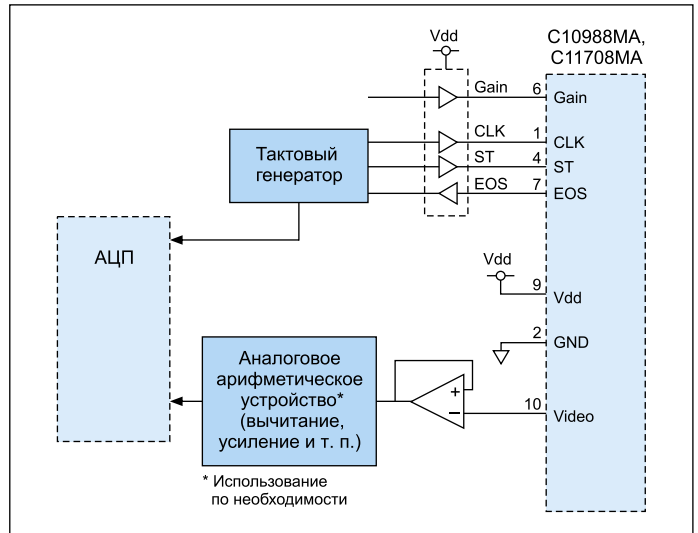 C10988MA,
C11708MA
Vdd
Gain
6
Gain
CLK
1
CLK
ST
4
ST
EOS
7
EOS
Тактовый
генератор
АЦП
Vdd
9
Vdd
2
GND
Аналоговое
арифметическое
устройство*
(вычитание,
усиление и т. п.)
+
–
10
Video
* Использование
по необходимости